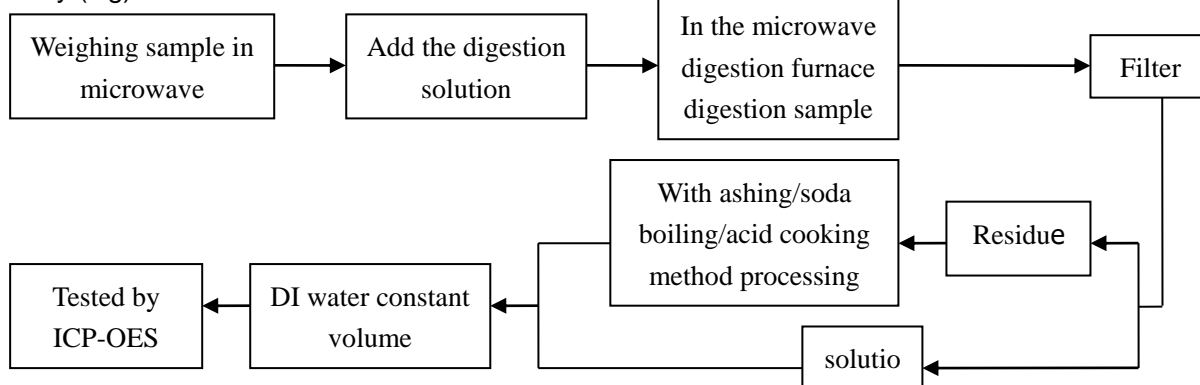 Weighing sample in
microwave
Add the digestion
solution
In the microwave
digestion furnace
digestion sample
Filter
With ashing/soda
boiling/acid cooking
method processing
Residue
Tested by
ICP-OES
DI water constant
volume
solutio